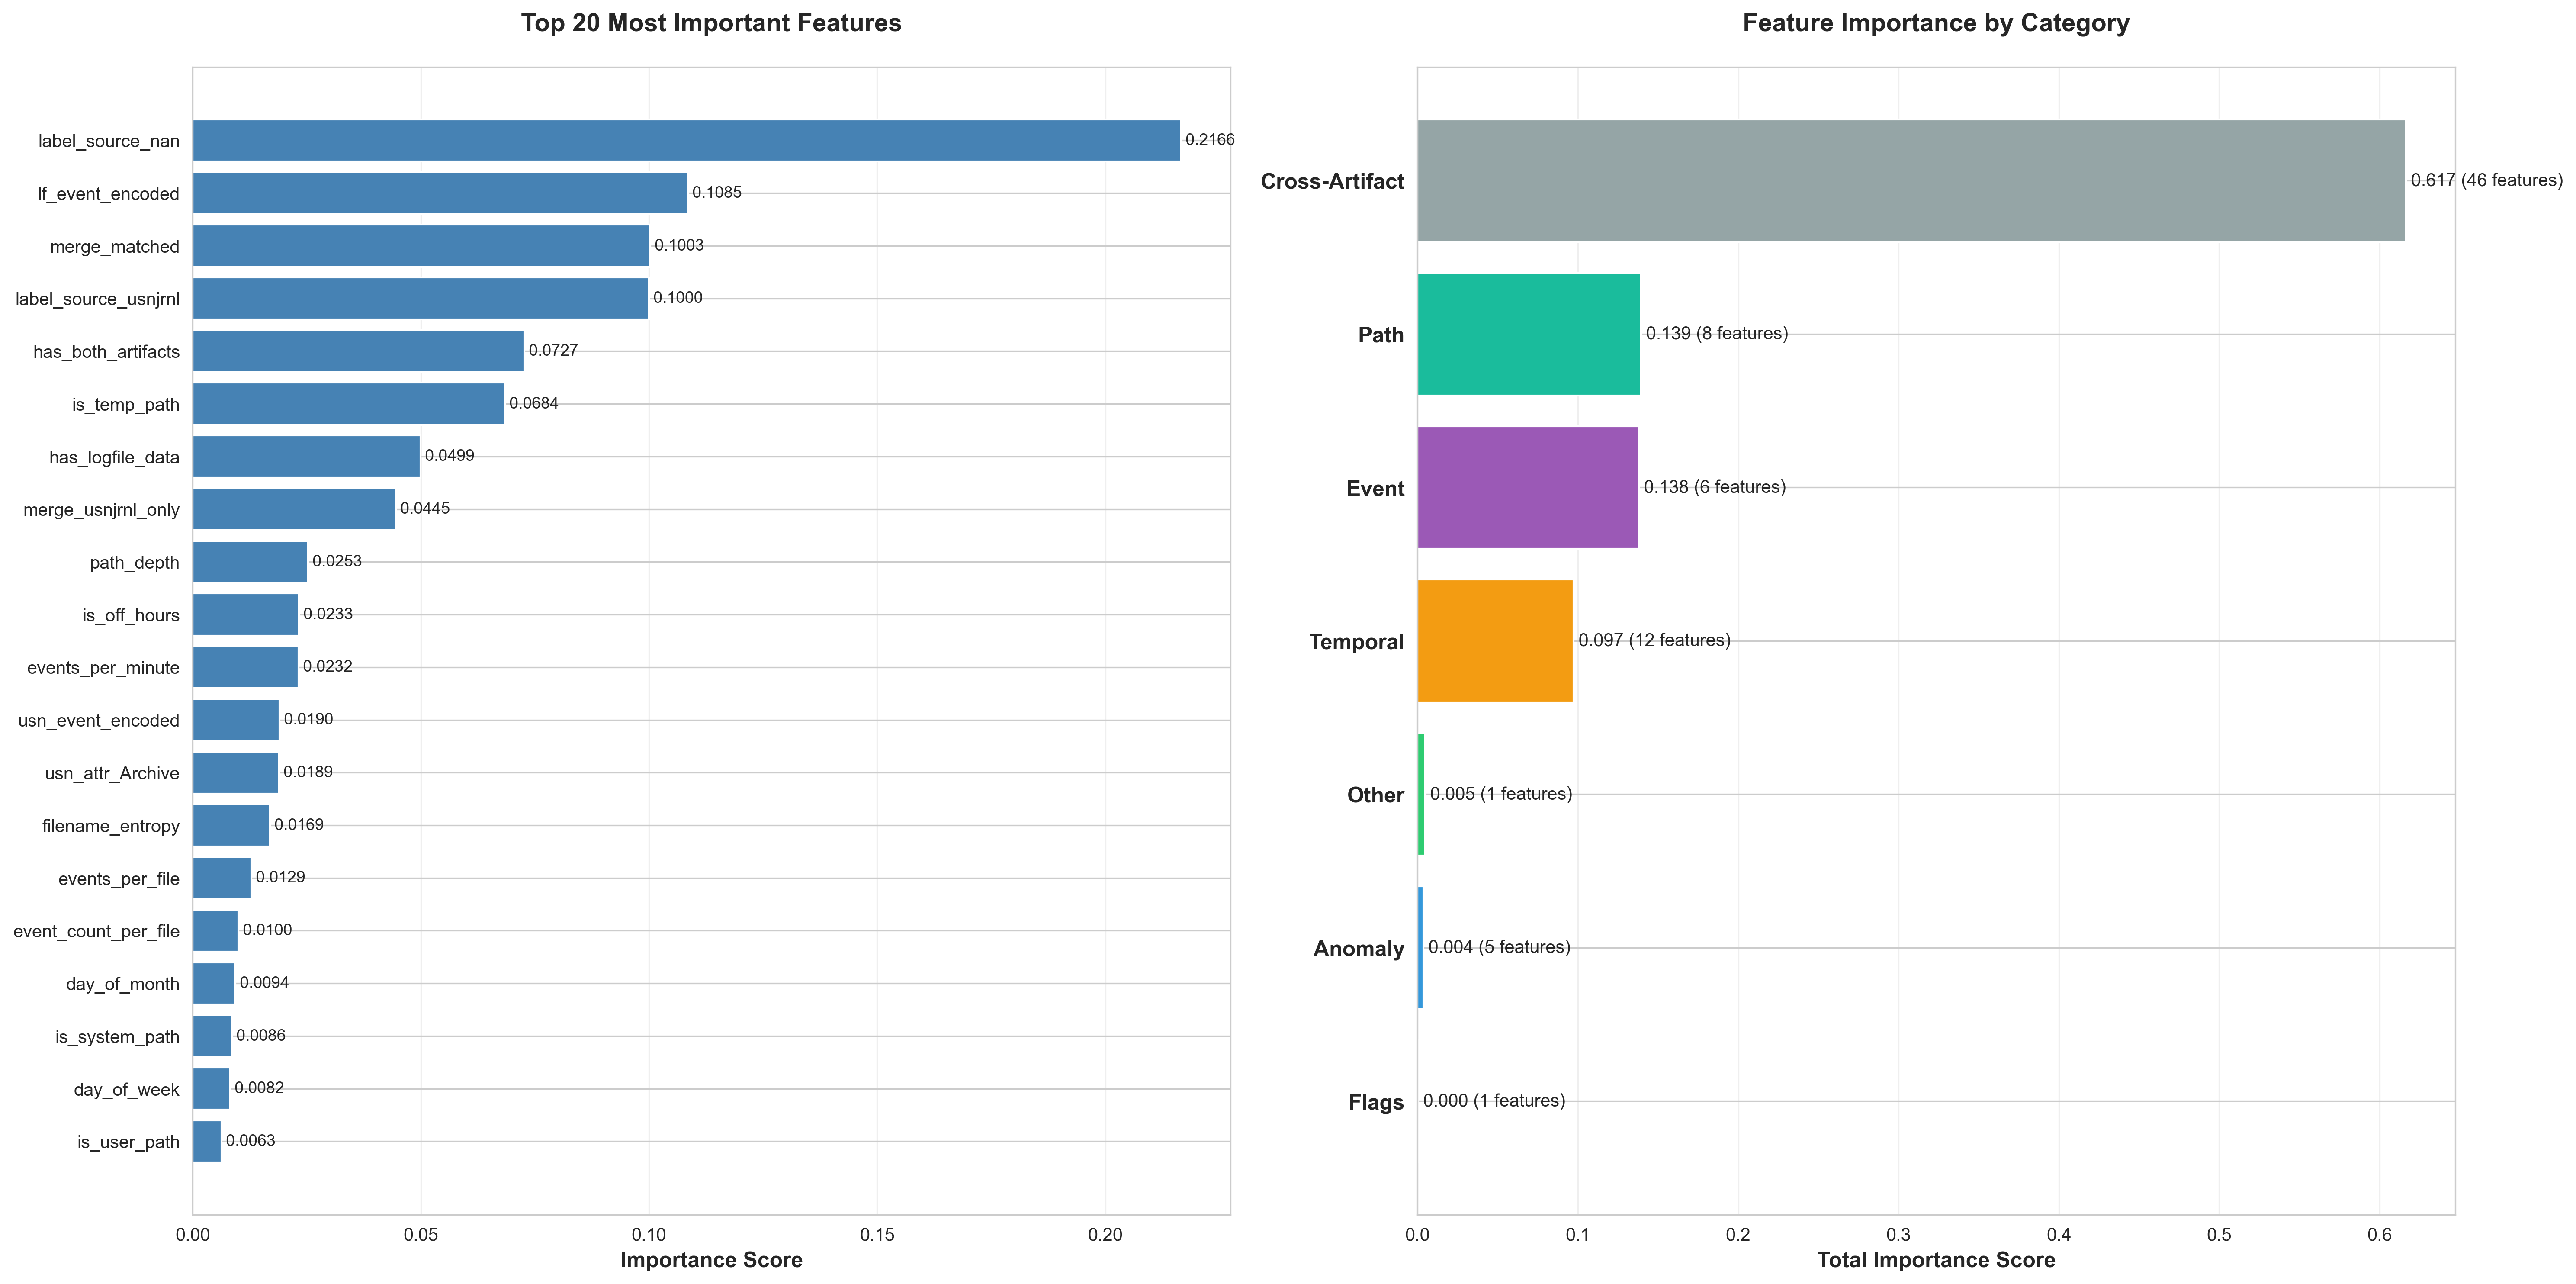 Top 20 Most Important Features
label_source_nan 0.2166
lf_event_encoded 0.1085
merge_matched 0.1003
label_source_usnjrnl 0.1000
has_both_artifacts 0.0727
is_temp_path 0.0684
has_logfile_data 0.0499
merge_usnjrnl_only 0.0445
path_depth 0.0253
is_off_hours 0.0233
events_per_minute 0.0232
usn_event_encoded 0.0190
usn_attr_Archive 0.0189
filename_entropy 0.0169
events_per_file 0.0129
event_count_per_file 0.0100
day_of_month 0.0094
is_system_path 0.0086
day_of_week 0.0082
is_user_path 0.0063
0.00 0.05 0.10 0.15 0.20
Importance Score
Feature Importance by Category
Cross-Artifact 0.617 (46 features)
Path 0.139 (8 features)
Event 0.138 (6 features)
Temporal 0.097 (12 features)
Other 0.005 (1 features)
Anomaly 0.004 (5 features)
Flags 0.000 (1 features)
0.0 0.1 0.2 0.3 0.4 0.5 0.6
Total Importance Score